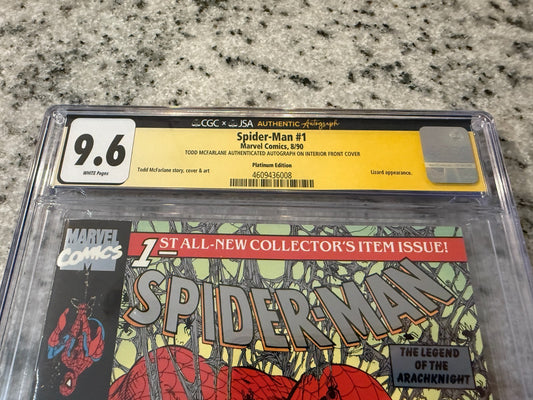 CGC × JSA AUTHENTIC Autograph
9.6
WHITE Pages
Spider-Man #1
Marvel Comics, 8/90
TODD MCFARLANE AUTHENTICATED AUTOGRAPH ON INTERIOR FRONT COVER
Platinum Edition
Todd McFarlane story, cover & art
Lizard appearance.
4609436008
MARVEL COMICS
1ST ALL-NEW COLLECTOR'S ITEM ISSUE!
SPIDER-MAN
THE LEGEND OF
THE
ARACHKNIGHT